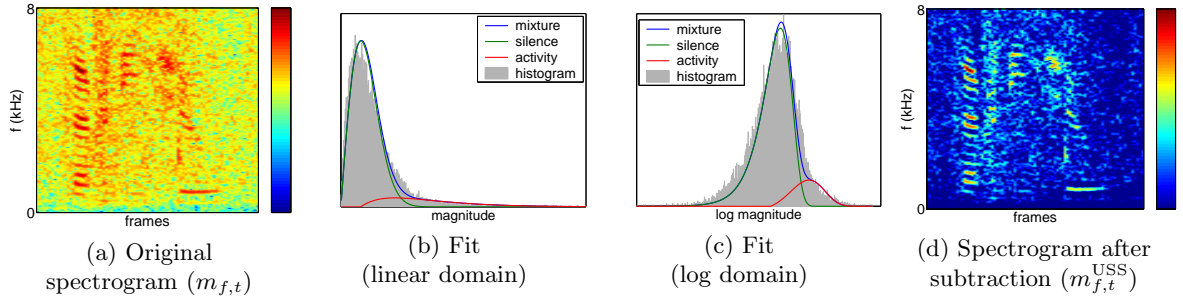 8
f (kHz)
0
frames
mixture
silence
activity
histogram
magnitude
mixture
silence
activity
histogram
log magnitude
8
f (kHz)
0
frames
(a) Original
spectrogram (m_{f,t})
(b) Fit
(linear domain)
(c) Fit
(log domain)
(d) Spectrogram after
subtraction (m_{f,t}^{USS})